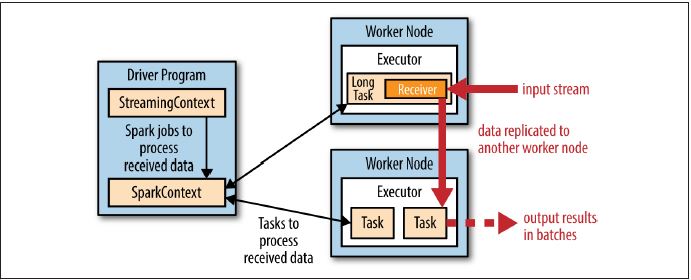 Driver Program
StreamingContext
Spark jobs to
process
received data
SparkContext
Tasks to
process
received data
Worker Node
Executor
Long
Task
Receiver
input stream
data replicated to
another worker node
Worker Node
Executor
Task
Task
output results
in batches